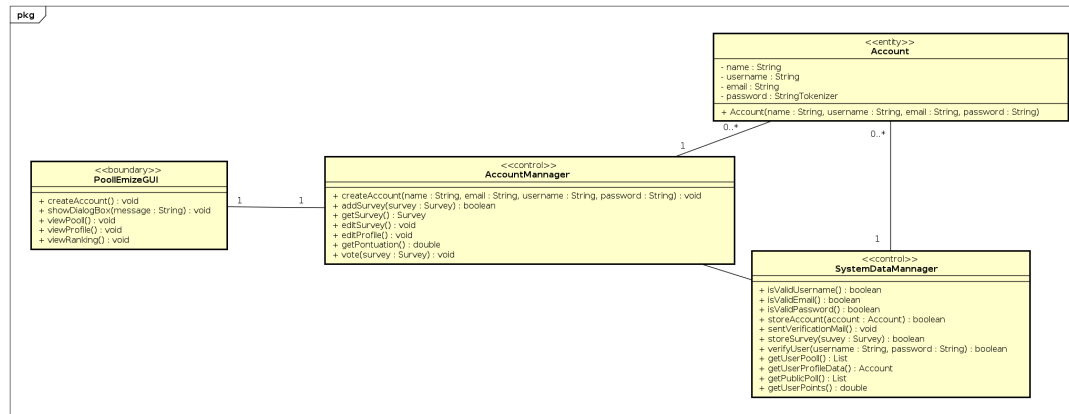 pkg
<<entity>>
Account
- name : String
- username : String
- email : String
- password : StringTokenizer
+ Account(name : String, username : String, email : String, password : String)
0..*
0..*
1
<<boundary>>
PoollEmizeGUI
+ createAccount() : void
+ showDialogBox(message : String) : void
+ viewPool() : void
+ viewProfile() : void
+ viewRanking() : void
1
1
<<control>>
AccountMannager
+ createAccount(name : String, email : String, username : String, password : String) : void
+ addSurvey(survey : Survey) : boolean
+ getSurvey() : Survey
+ editSurvey() : void
+ editProfile() : void
+ getPontuation() : double
+ vote(survey : Survey) : void
1
<<control>>
SystemDataMannager
+ isValidUsername() : boolean
+ isValidEmail() : boolean
+ isValidPassword() : boolean
+ storeAccount(account : Account) : boolean
+ sentVerificationMail() : void
+ storeSurvey(suvey : Survey) : boolean
+ verifyUser(username : String, password : String) : boolean
+ getUserPool() : List
+ getUserProfileData() : Account
+ getPublicPoll() : List
+ getUserPoints() : double